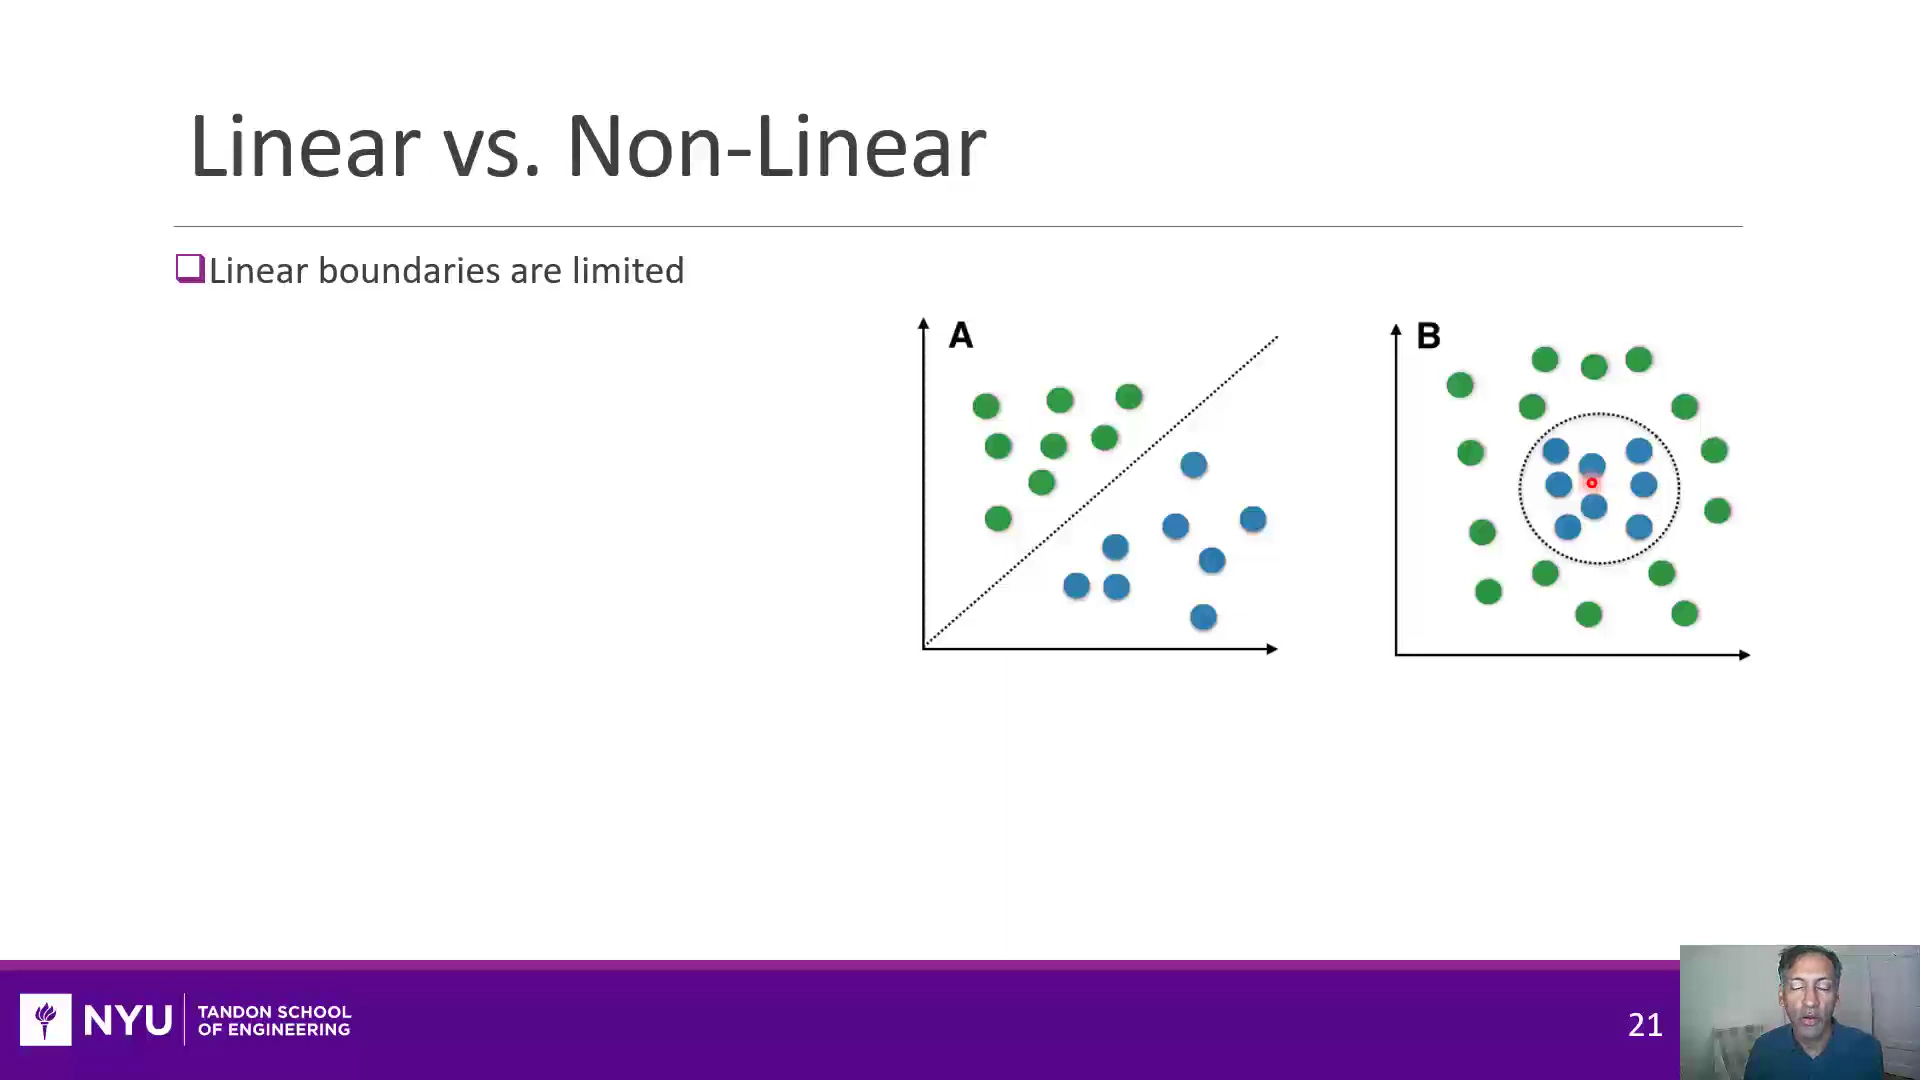 Linear vs. Non-Linear
Linear boundaries are limited
A
B
NYU
TANDON SCHOOL
OF ENGINEERING
21